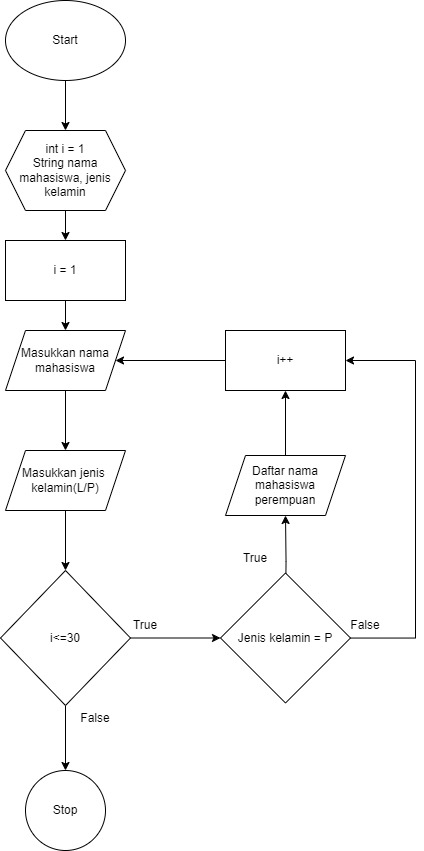 Start
int i = 1
String nama
mahasiswa, jenis
kelamin
i = 1
Masukkan nama
mahasiswa
i++
Masukkan jenis
kelamin(L/P)
Daftar nama
mahasiswa
perempuan
True
i<=30
True
Jenis kelamin = P
False
False
Stop